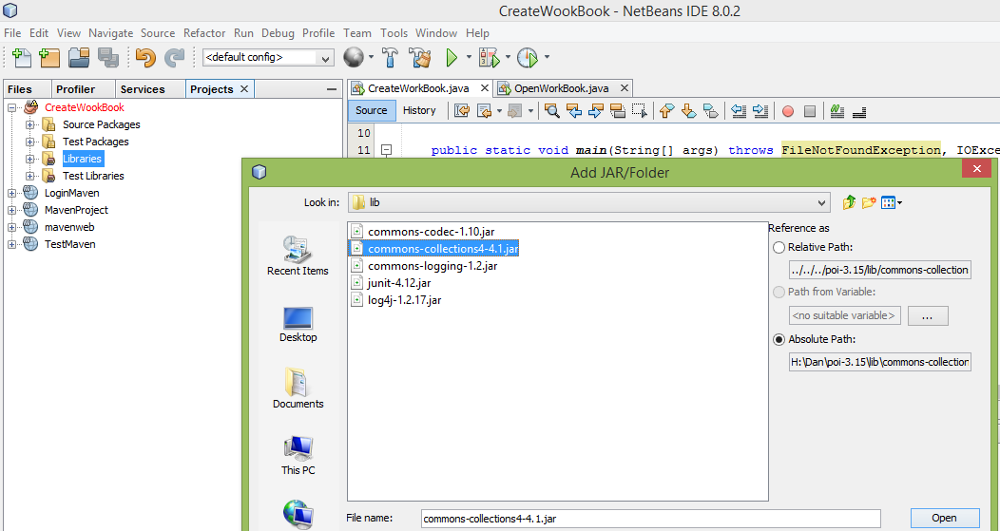 CreateWookBook - NetBeans IDE 8.0.2
File Edit View Navigate Source Refactor Run Debug Profile Team Tools Window Help
<default config>
Files Profiler Services Projects
CreateWorkBook.java OpenWorkBook.java
CreateWookBook
Source Packages
Test Packages
Libraries
Test Libraries
LoginMaven
MavenProject
mavenweb
TestMaven
Source History
10
11 public static void main(String[] args) throws FileNotFoundException, IOExce
Add JAR/Folder
Look in: lib
Recent Items
Desktop
Documents
This PC
commons-codec-1.10.jar
commons-collections4-4.1.jar
commons-logging-1.2.jar
junit-4.12.jar
log4j-1.2.17.jar
Reference as
Relative Path:
../../../poi-3.15/lib/commons-collection
Path from Variable:
<no suitable variable> ...
Absolute Path:
H:\Dan\poi-3.15\lib\commons-collection
File name: commons-collections4-4.1.jar Open